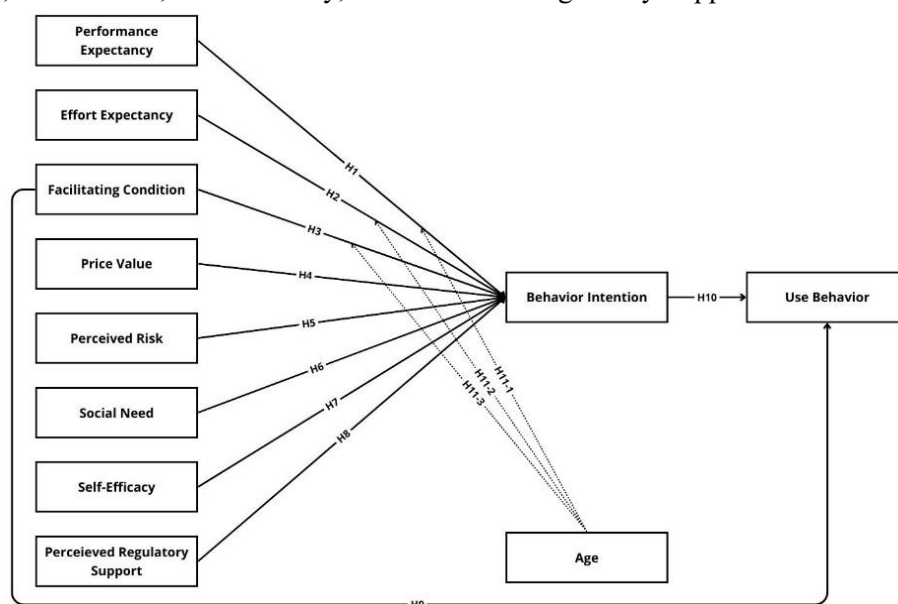 Performance
Expectancy
Effort Expectancy
Facilitating Condition
Price Value
Perceived Risk
Social Need
Self-Efficacy
Perceieved Regulatory
Support
H1
H2
H3
H4
H5
H6
H7
H8
Behavior Intention
H10
Use Behavior
H11-1
H11-2
H11-3
Age